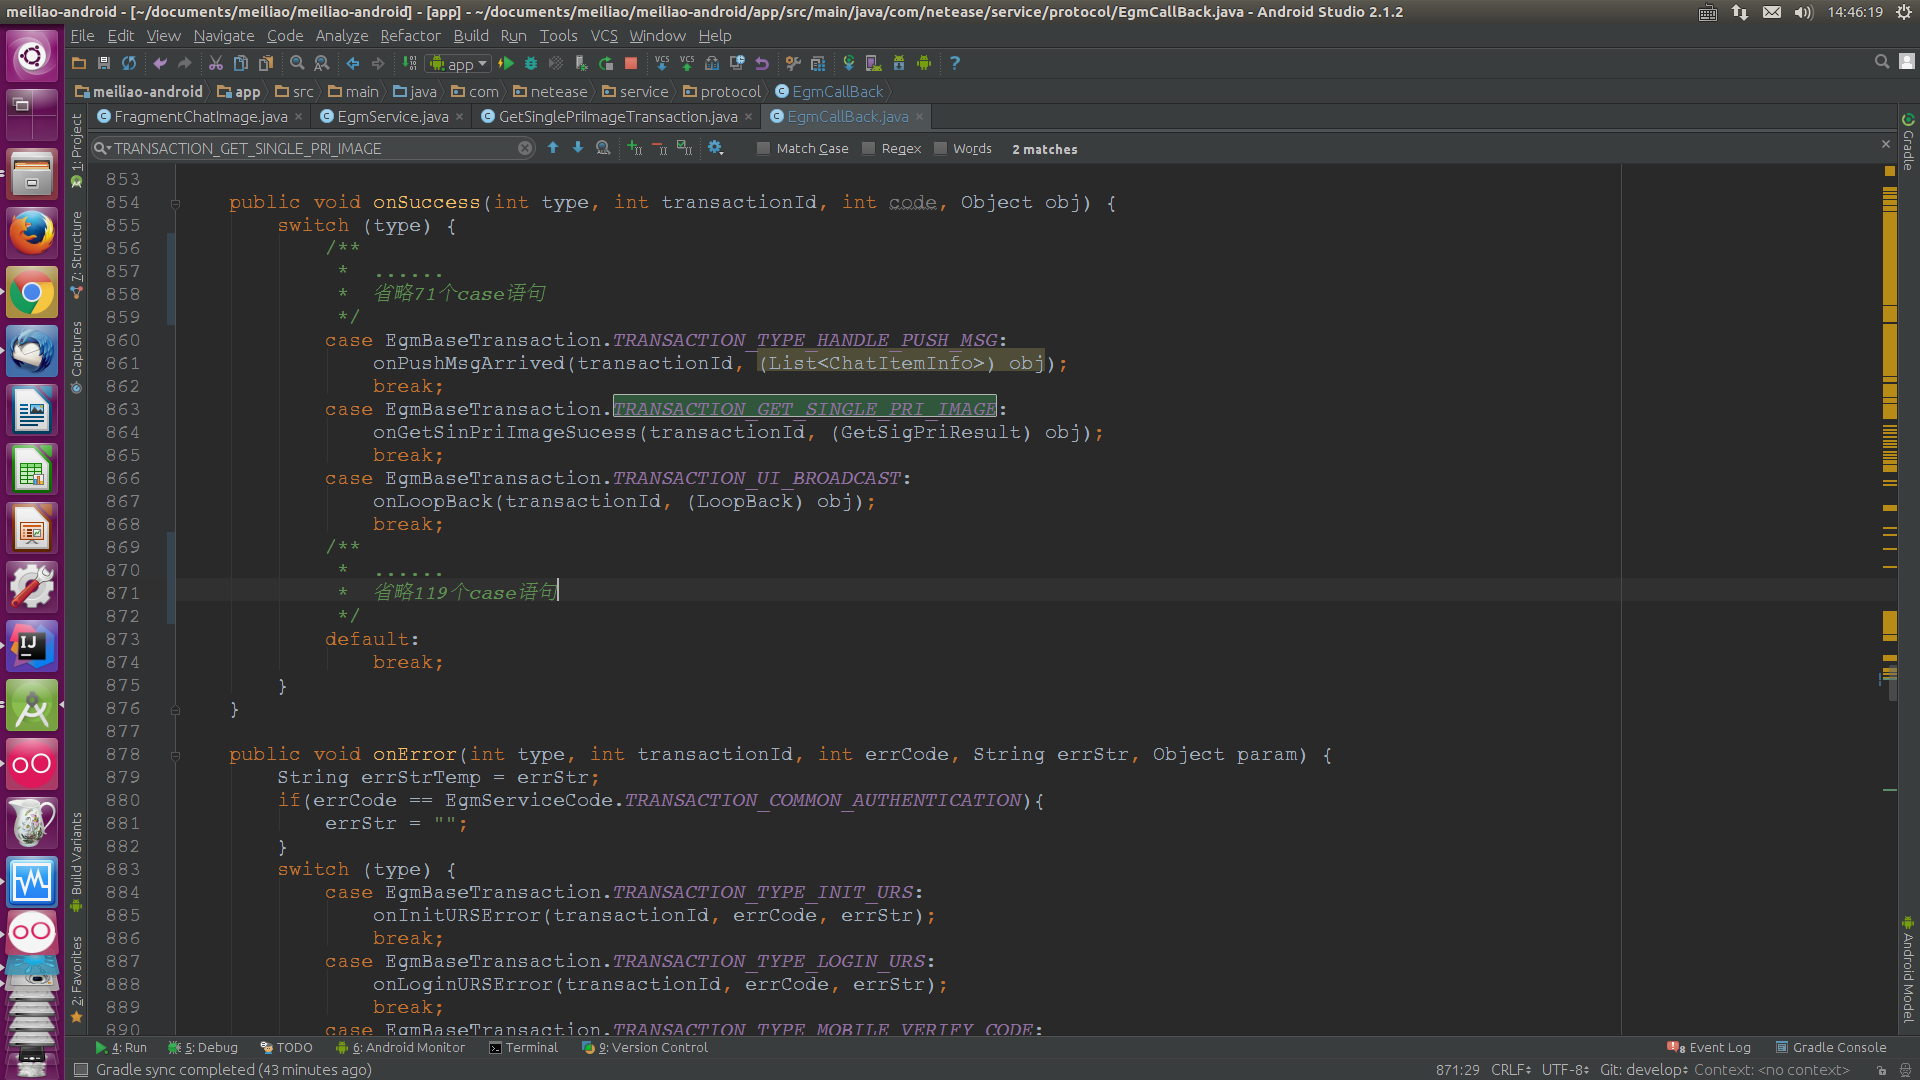 meiliao-android - [~/documents/meiliao/meiliao-android] - [app] - ~/documents/meiliao/meiliao-android/app/src/main/java/com/netease/service/protocol/EgmCallBack.java - Android Studio 2.1.2
14:46:19
File Edit View Navigate Code Analyze Refactor Build Run Tools VCS Window Help
app
meiliao-android app src main java com netease service protocol EgmCallBack
FragmentChatImage.java EgmService.java GetSinglePriImageTransaction.java EgmCallBack.java
TRANSACTION_GET_SINGLE_PRI_IMAGE Match Case Regex Words 2 matches
853
854 public void onSuccess(int type, int transactionId, int code, Object obj) {
855 switch (type) {
856 /**
857 * ......
858 * 省略71个case语句
859 */
860 case EgmBaseTransaction.TRANSACTION_TYPE_HANDLE_PUSH_MSG:
861 onPushMsgArrived(transactionId, (List<ChatItemInfo>) obj);
862 break;
863 case EgmBaseTransaction.TRANSACTION_GET_SINGLE_PRI_IMAGE:
864 onGetSinPriImageSucess(transactionId, (GetSigPriResult) obj);
865 break;
866 case EgmBaseTransaction.TRANSACTION_UI_BROADCAST:
867 onLoopBack(transactionId, (LoopBack) obj);
868 break;
869 /**
870 * ......
871 * 省略119个case语句
872 */
873 default:
874 break;
875 }
876 }
877
878 public void onError(int type, int transactionId, int errCode, String errStr, Object param) {
879 String errStrTemp = errStr;
880 if(errCode == EgmServiceCode.TRANSACTION_COMMON_AUTHENTICATION){
881 errStr = "";
882 }
883 switch (type) {
884 case EgmBaseTransaction.TRANSACTION_TYPE_INIT_URS:
885 onInitURSError(transactionId, errCode, errStr);
886 break;
887 case EgmBaseTransaction.TRANSACTION_TYPE_LOGIN_URS:
888 onLoginURSError(transactionId, errCode, errStr);
889 break;
890 case EgmBaseTransaction.TRANSACTION_TYPE_MOBILE_VERIFY_CODE:
1: Project
7: Structure
Captures
Build Variants
2: Favorites
Gradle
Android Model
4: Run 5: Debug TODO 6: Android Monitor Terminal 9: Version Control 8 Event Log Gradle Console
Gradle sync completed (43 minutes ago) 871:29 CRLF UTF-8 Git: develop Context: <no context>